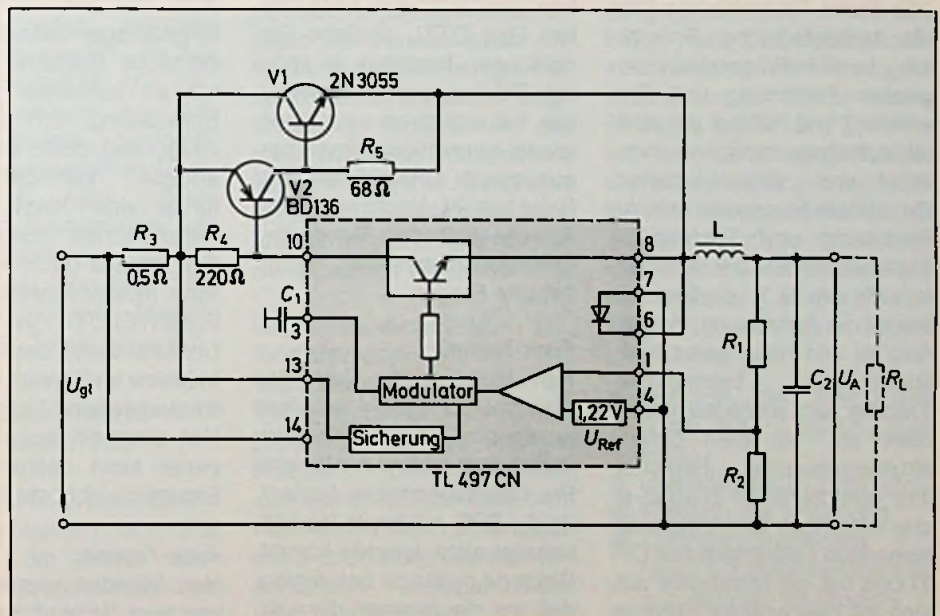 V1
2N3055
R5
68Ω
V2
BD136
R3
0,5Ω
R4
220Ω
10
8
L
7
6
C1
3
13
14
Modulator
Sicherung
4
1,22V
URef
TL 497 CN
Ugl
R1
R2
C2
UA
RL